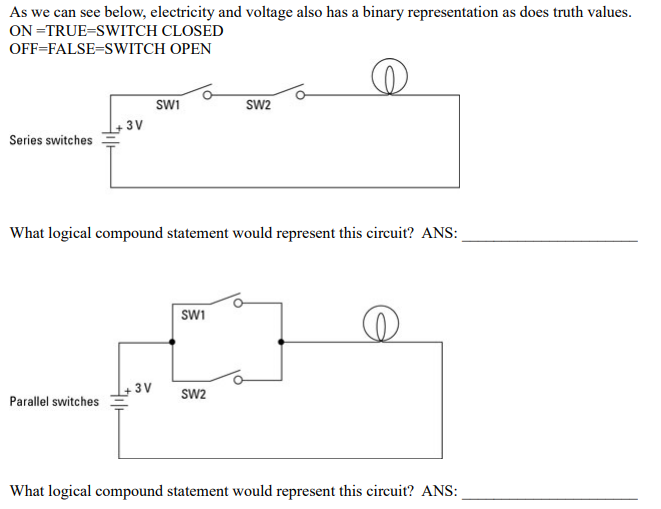 As we can see below, electricity and voltage also has a binary representation as does truth values.
ON =TRUE=SWITCH CLOSED
OFF=FALSE=SWITCH OPEN
SW1
SW2
+ 3 V
Series switches
What logical compound statement would represent this circuit? ANS:
SW1
+ 3 V
SW2
Parallel switches
What logical compound statement would represent this circuit? ANS: